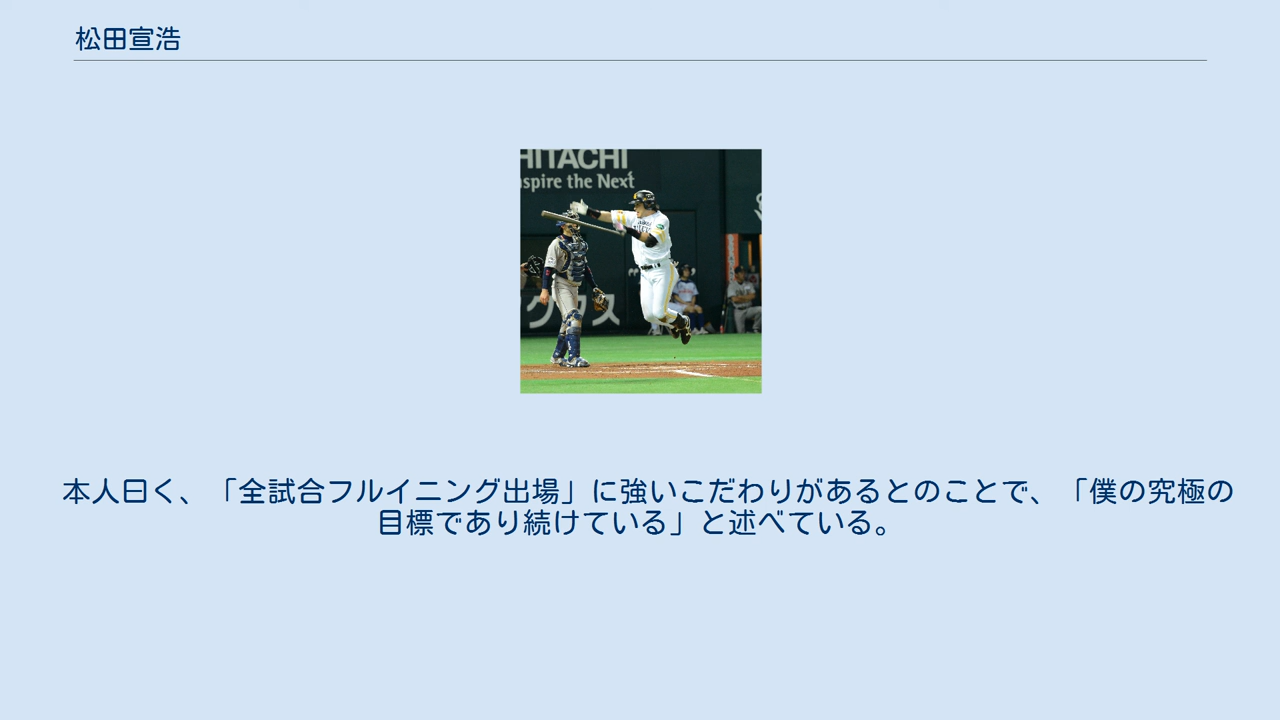 松田宣浩
HITACHI
nspire the Next
クス
本人曰く、「全試合フルイニング出場」に強いこだわりがあるとのことで、「僕の究極の
目標であり続けている」と述べている。